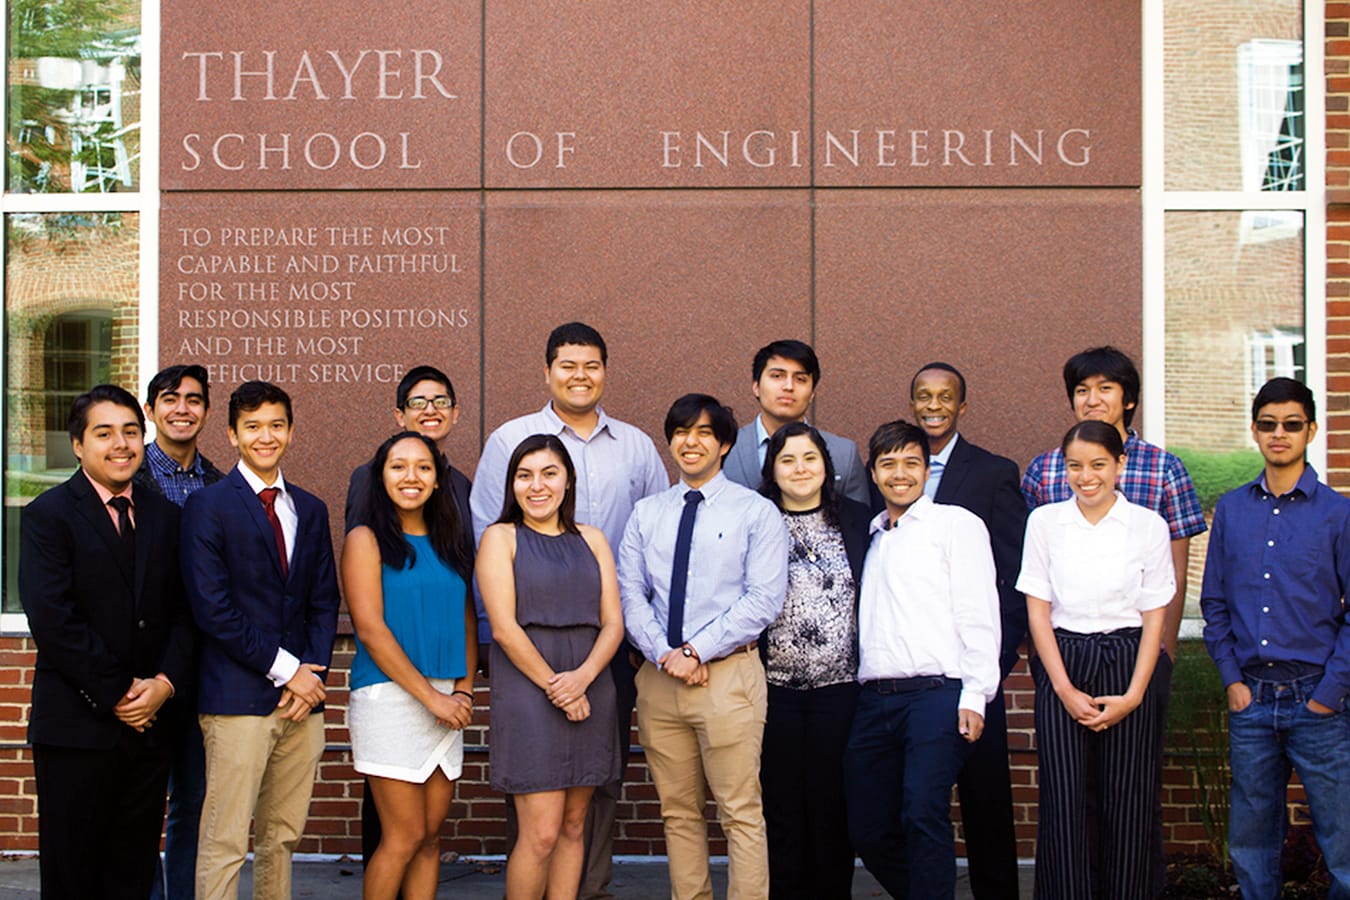 THAYER
SCHOOL OF ENGINEERING
TO PREPARE THE MOST
CAPABLE AND FAITHFUL
FOR THE MOST
RESPONSIBLE POSITIONS
AND THE MOST
DIFFICULT SERVICE